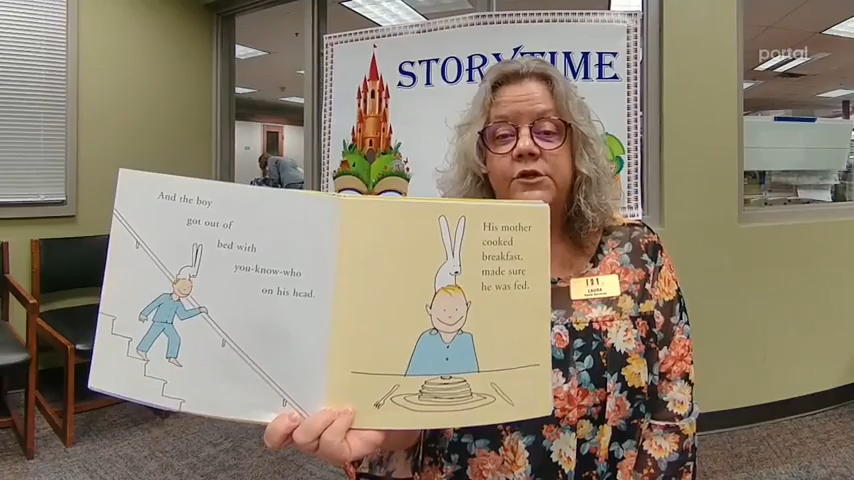 portal
STORYTIME
And the boy
got out of
bed with
you-know-who
on his head.
His mother
cooked
breakfast,
made sure
he was fed.
LAURA